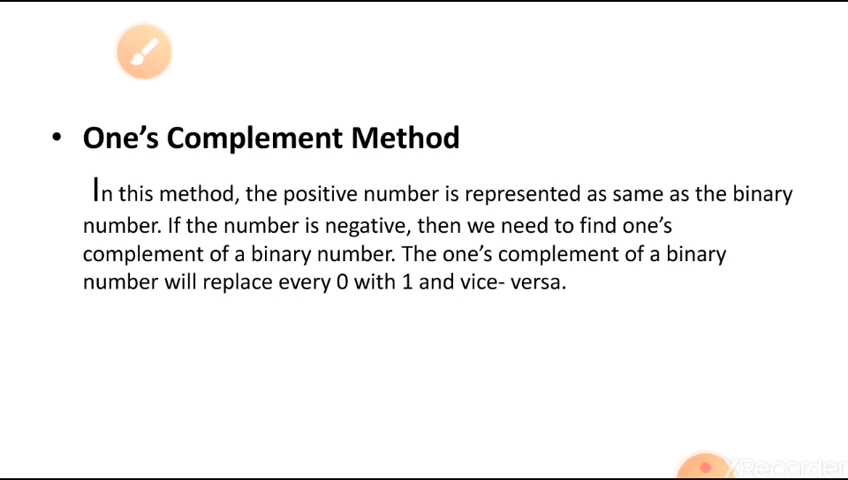 • One's Complement Method
In this method, the positive number is represented as same as the binary
number. If the number is negative, then we need to find one's
complement of a binary number. The one's complement of a binary
number will replace every 0 with 1 and vice- versa.
XRecorder